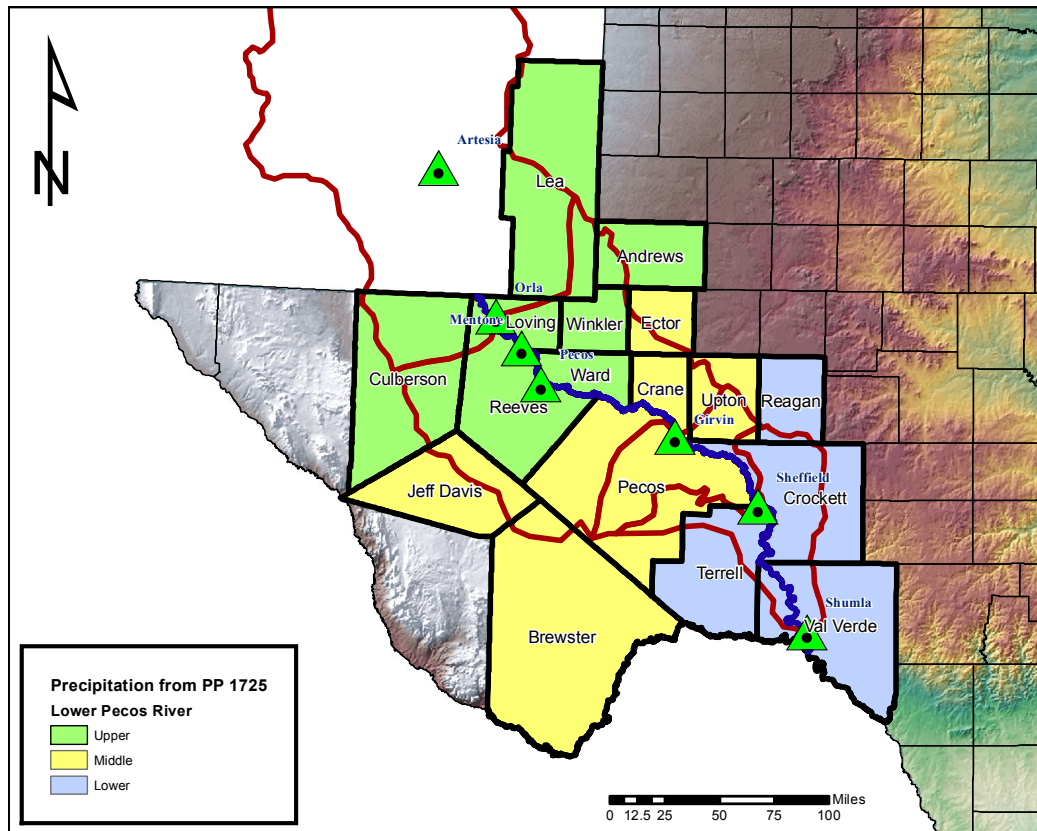 N
Artesia
Lea
Andrews
Orla
Mentone
Loving
Winkler
Ector
Pecos
Ward
Culberson
Crane
Reeves
Upton
Reagan
Girvin
Jeff Davis
Pecos
Sheffield
Crockett
Terrell
Shumla
Val Verde
Brewster
Precipitation from PP 1725
Lower Pecos River
Upper
Middle
Lower
Miles
0 12.5 25 50 75 100